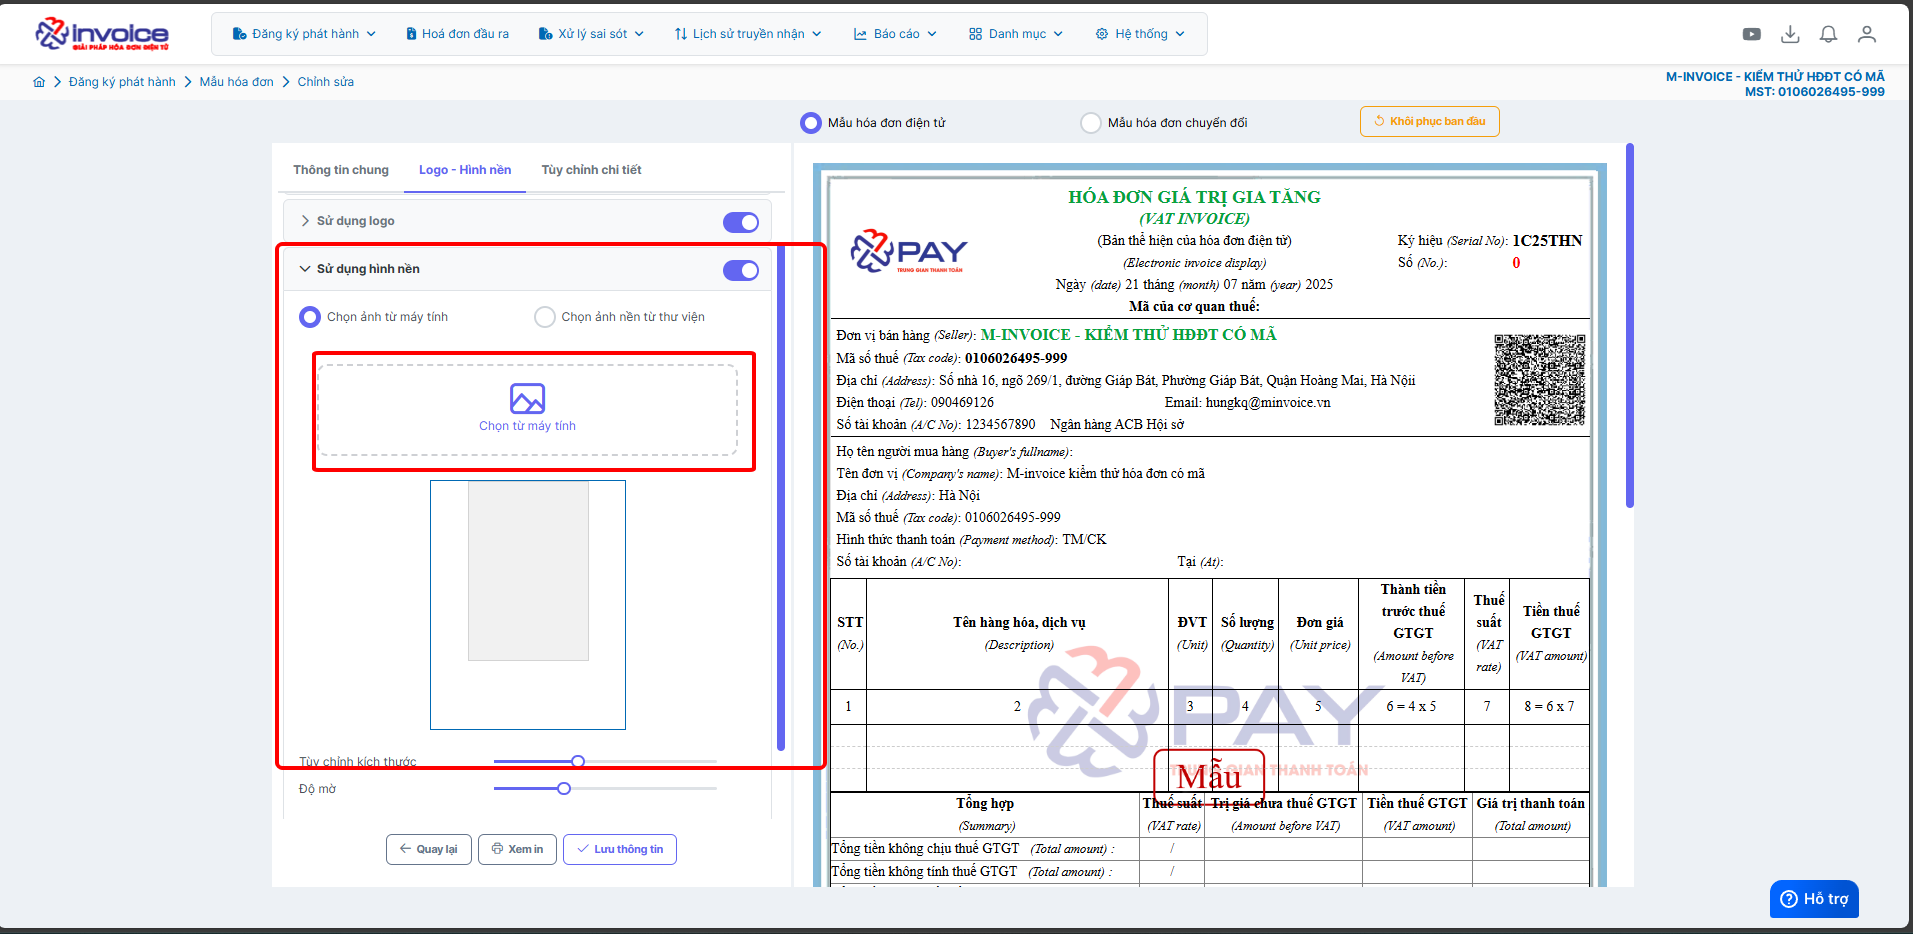 invoice
GIẢI PHÁP HÓA ĐƠN ĐIỆN TỬ
Đăng ký phát hành
Hoá đơn đầu ra
Xử lý sai sót
Lịch sử truyền nhận
Báo cáo
Danh mục
Hệ thống
Đăng ký phát hành
Mẫu hóa đơn
Chỉnh sửa
M-INVOICE - KIỂM THỬ HĐĐT CÓ MÃ
MST: 0106026495-999
Mẫu hóa đơn điện tử
Mẫu hóa đơn chuyển đổi
Khôi phục ban đầu
Thông tin chung
Logo - Hình nền
Tùy chỉnh chi tiết
Sử dụng logo
Sử dụng hình nền
Chọn ảnh từ máy tính
Chọn ảnh nền từ thư viện
Chọn từ máy tính
Tùy chỉnh kích thước
Độ mờ
Quay lại
Xem in
Lưu thông tin
HÓA ĐƠN GIÁ TRỊ GIA TĂNG
(VAT INVOICE)
(Bản thể hiện của hóa đơn điện tử)
(Electronic invoice display)
Ngày (date) 21 tháng (month) 07 năm (year) 2025
Mã của cơ quan thuế:
PAY
TRUNG GIAN THANH TOÁN
Ký hiệu (Serial No): 1C25THN
Số (No.): 0
Đơn vị bán hàng (Seller): M-INVOICE - KIỂM THỬ HĐĐT CÓ MÃ
Mã số thuế (Tax code): 0106026495-999
Địa chỉ (Address): Số nhà 16, ngõ 269/1, đường Giáp Bát, Phường Giáp Bát, Quận Hoàng Mai, Hà Nộii
Điện thoại (Tel): 090469126 Email: hungkq@minvoice.vn
Số tài khoản (A/C No): 1234567890 Ngân hàng ACB Hội sở
Họ tên người mua hàng (Buyer's fullname):
Tên đơn vị (Company's name): M-invoice kiểm thử hóa đơn có mã
Địa chỉ (Address): Hà Nội
Mã số thuế (Tax code): 0106026495-999
Hình thức thanh toán (Payment method): TM/CK
Số tài khoản (A/C No): Tại (At):
STT
(No.)
Tên hàng hóa, dịch vụ
(Description)
ĐVT
(Unit)
Số lượng
(Quantity)
Đơn giá
(Unit price)
Thành tiền
trước thuế
GTGT
(Amount before
VAT)
Thuế
suất
(VAT
rate)
Tiền thuế
GTGT
(VAT amount)
1 2 3 4 5 6 = 4 x 5 7 8 = 6 x 7
PAY
TRUNG GIAN THANH TOÁN
Mẫu
Tổng hợp
(Summary)
Thuế suất
(VAT rate)
Trị giá chưa thuế GTGT
(Amount before VAT)
Tiền thuế GTGT
(VAT amount)
Giá trị thanh toán
(Total amount)
Tổng tiền không chịu thuế GTGT (Total amount) : /
Tổng tiền không tính thuế GTGT (Total amount) : /
Hỗ trợ